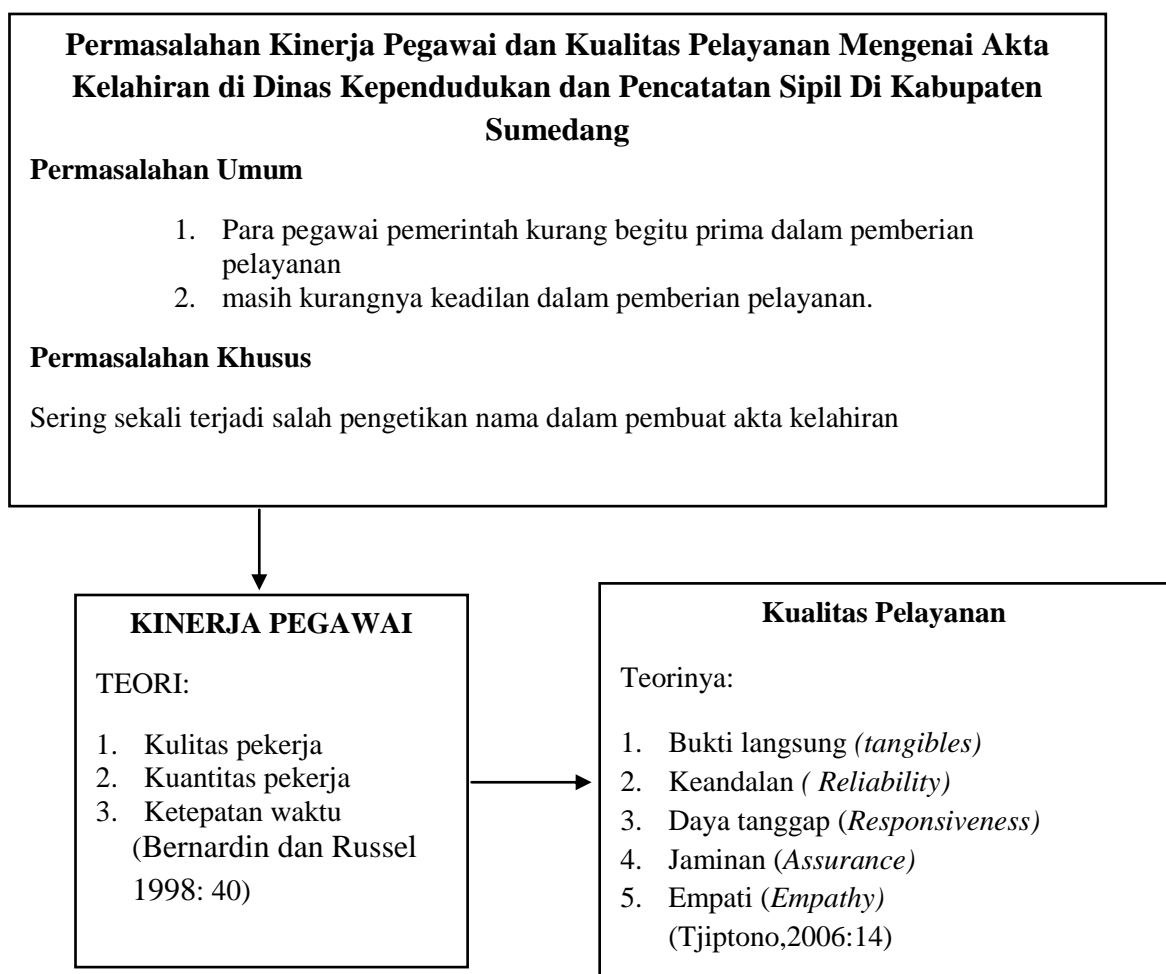 Permasalahan Kinerja Pegawai dan Kualitas Pelayanan Mengenai Akta
Kelahiran di Dinas Kependudukan dan Pencatatan Sipil Di Kabupaten
Sumedang
Permasalahan Umum
1. Para pegawai pemerintah kurang begitu prima dalam pemberian
pelayanan
2. masih kurangnya keadilan dalam pemberian pelayanan.
Permasalahan Khusus
Sering sekali terjadi salah pengetikan nama dalam pembuat akta kelahiran
KINERJA PEGAWAI
TEORI:
1. Kulitas pekerja
2. Kuantitas pekerja
3. Ketepatan waktu
(Bernardin dan Russel
1998: 40)
Kualitas Pelayanan
Teorinya:
1. Bukti langsung (tangibles)
2. Keandalan ( Reliability)
3. Daya tanggap (Responsiveness)
4. Jaminan (Assurance)
5. Empati (Empathy)
(Tjiptono,2006:14)